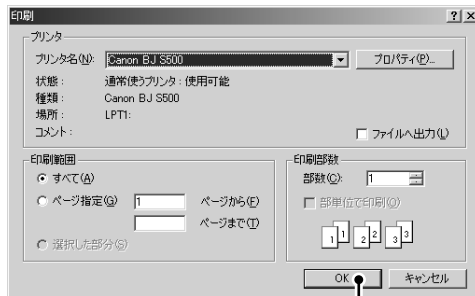 印刷
プリンタ
プリンタ名(N): Canon BJ S500 プロパティ(P)...
状態: 通常使うプリンタ: 使用可能
種類: Canon BJ S500
場所: LPT1:
コメント: ファイルへ出力(L)
印刷範囲
すべて(A)
ページ指定(G) 1 ページから(F)
ページまで(T)
選択した部分(S)
印刷部数
部数(C): 1
部単位で印刷(O)
1 1 2 2 3 3
OK キャンセル